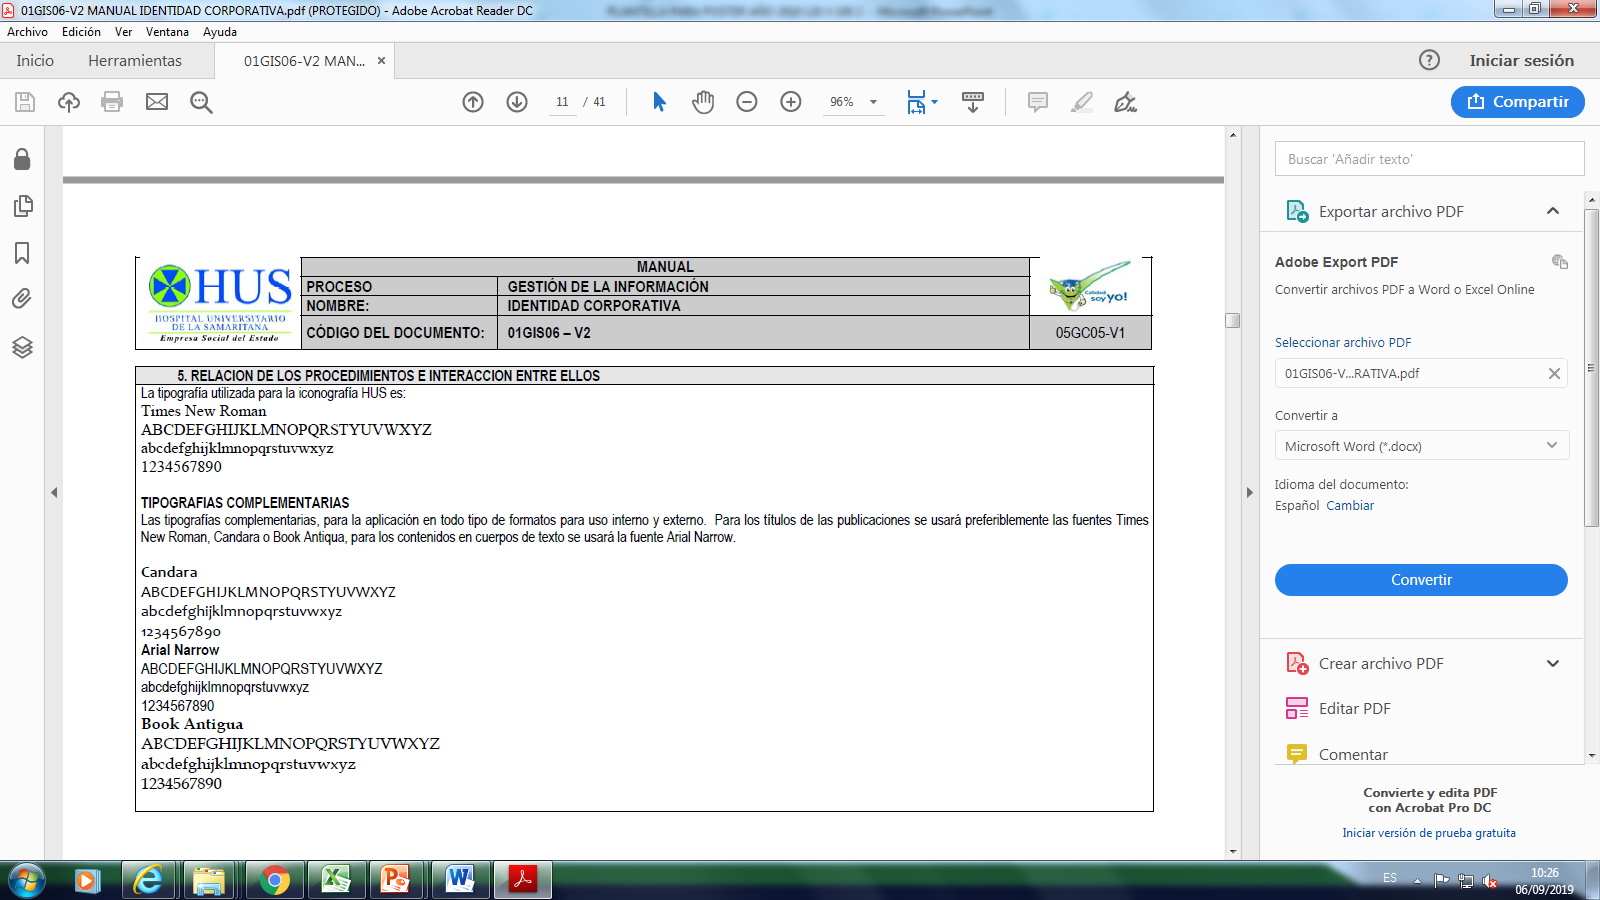 01GIS06-V2 MANUAL IDENTIDAD CORPORATIVA.pdf (PROTEGIDO) - Adobe Acrobat Reader DC
Archivo Edición Ver Ventana Ayuda
Inicio Herramientas 01GIS06-V2 MAN... Iniciar sesión
11 / 41 96% Compartir
Buscar 'Añadir texto'
Exportar archivo PDF
Adobe Export PDF
Convertir archivos PDF a Word o Excel Online
Seleccionar archivo PDF
01GIS06-V...RATIVA.pdf
Convertir a
Microsoft Word (*.docx)
Idioma del documento:
Español Cambiar
Convertir
Crear archivo PDF
Editar PDF
Comentar
Convierte y edita PDF
con Acrobat Pro DC
Iniciar versión de prueba gratuita
HUS
HOSPITAL UNIVERSITARIO
DE LA SAMARITANA
Empresa Social del Estado
MANUAL
PROCESO GESTIÓN DE LA INFORMACIÓN
NOMBRE: IDENTIDAD CORPORATIVA
CÓDIGO DEL DOCUMENTO: 01GIS06 – V2 05GC05-V1
Calidad
soy yo!
5. RELACION DE LOS PROCEDIMIENTOS E INTERACCION ENTRE ELLOS
La tipografía utilizada para la iconografía HUS es:
Times New Roman
ABCDEFGHIJKLMNOPQRSTYUVWXYZ
abcdefghijklmnopqrstuvwxyz
1234567890
TIPOGRAFIAS COMPLEMENTARIAS
Las tipografías complementarias, para la aplicación en todo tipo de formatos para uso interno y externo. Para los títulos de las publicaciones se usará preferiblemente las fuentes Times
New Roman, Candara o Book Antiqua, para los contenidos en cuerpos de texto se usará la fuente Arial Narrow.
Candara
ABCDEFGHIJKLMNOPQRSTYUVWXYZ
abcdefghijklmnopqrstuvwxyz
1234567890
Arial Narrow
ABCDEFGHIJKLMNOPQRSTYUVWXYZ
abcdefghijklmnopqrstuvwxyz
1234567890
Book Antigua
ABCDEFGHIJKLMNOPQRSTYUVWXYZ
abcdefghijklmnopqrstuvwxyz
1234567890
ES 10:26
06/09/2019